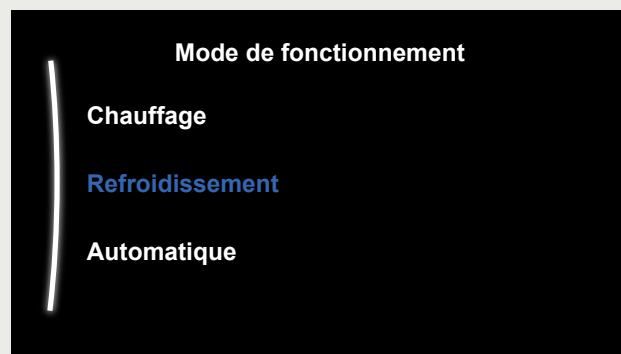 Mode de fonctionnement
Chauffage
Refroidissement
Automatique